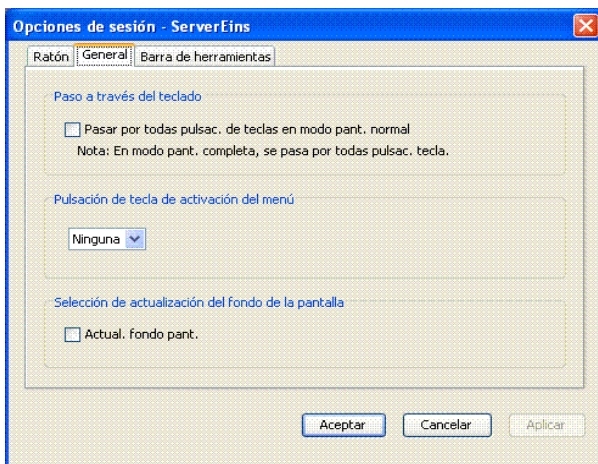 Opciones de sesión - ServerEins
Ratón General Barra de herramientas
Paso a través del teclado
Pasar por todas pulsac. de teclas en modo pant. normal
Nota: En modo pant. completa, se pasa por todas pulsac. tecla.
Pulsación de tecla de activación del menú
Ninguna
Selección de actualización del fondo de la pantalla
Actual. fondo pant.
Aceptar Cancelar Aplicar